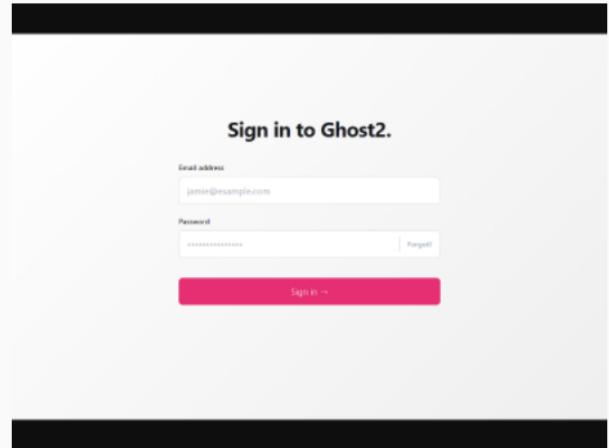 Sign in to Ghost2.
Email address
jamie@example.com
Password
•••••••••••••••
Forgot?
Sign in →